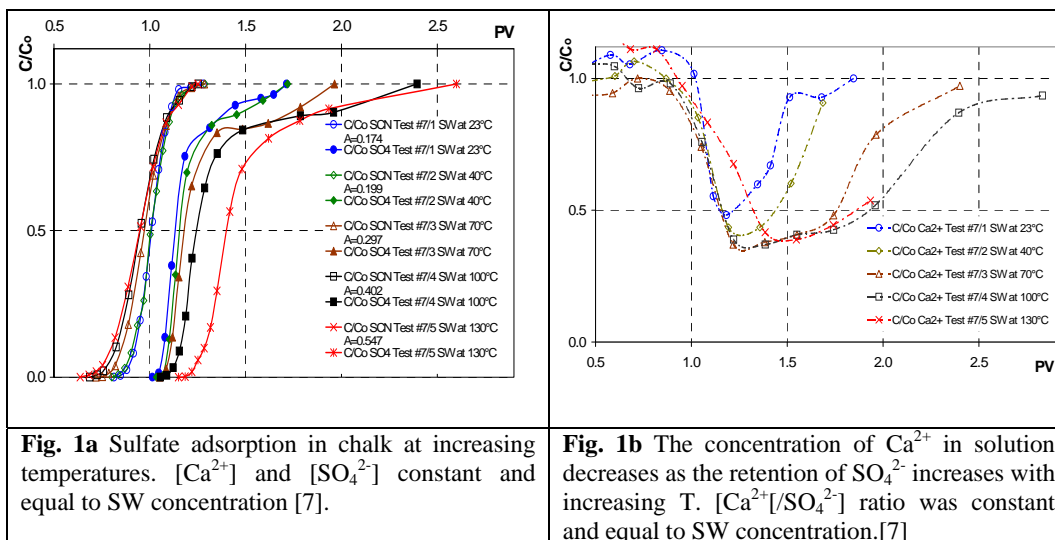 0.5 1.0 1.5 2.0 PV
C/Co
1.0
0.5
0.0
C/Co SCN Test #7/1 SW at 23°C
A=0.174
C/Co SO4 Test #7/1 SW at 23°C
C/Co SCN Test #7/2 SW at 40°C
A=0.199
C/Co SO4 Test #7/2 SW at 40°C
C/Co SCN Test #7/3 SW at 70°C
A=0.297
C/Co SO4 Test #7/3 SW at 70°C
C/Co SCN Test #7/4 SW at 100°C
A=0.402
C/Co SO4 Test #7/4 SW at 100°C
C/Co SCN Test #7/5 SW at 130°C
A=0.547
C/Co SO4 Test #7/5 SW at 130°C
C/Co
1.0
0.5
0.0
C/Co Ca2+ Test #7/1 SW at 23°C
C/Co Ca2+ Test #7/2 SW at 40°C
C/Co Ca2+ Test #7/3 SW at 70°C
C/Co Ca2+ Test #7/4 SW at 100°C
C/Co Ca2+ Test #7/5 SW at 130°C
0.5 1.0 1.5 2.0 2.5 PV
Fig. 1a Sulfate adsorption in chalk at increasing
temperatures. [Ca²⁺] and [SO₄²⁻] constant and
equal to SW concentration [7].
Fig. 1b The concentration of Ca²⁺ in solution
decreases as the retention of SO₄²⁻ increases with
increasing T. [Ca²⁺[/SO₄²⁻] ratio was constant
and equal to SW concentration.[7]